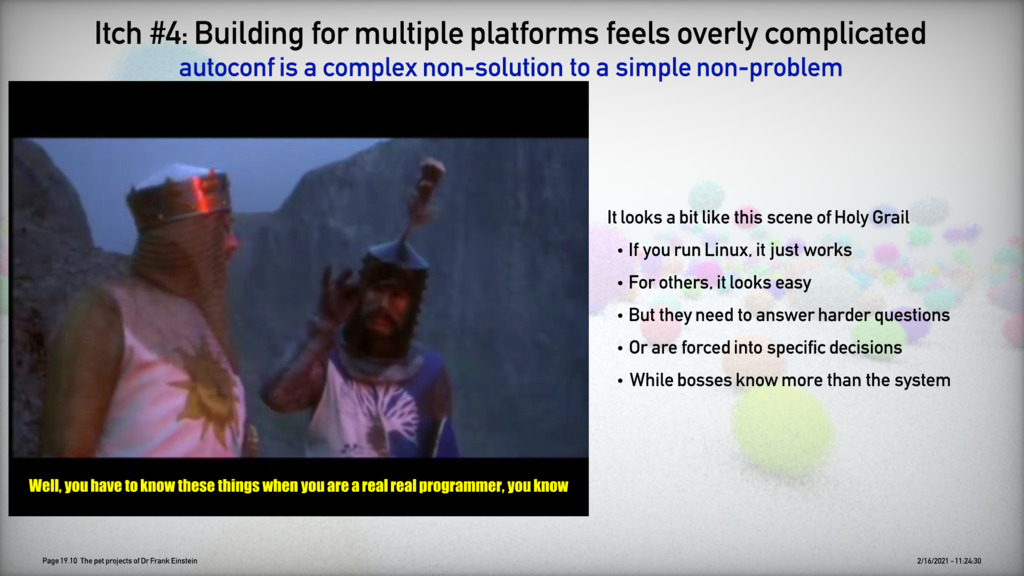 Itch #4: Building for multiple platforms feels overly complicated
autoconf is a complex non-solution to a simple non-problem
It looks a bit like this scene of Holy Grail
• If you run Linux, it just works
• For others, it looks easy
• But they need to answer harder questions
• Or are forced into specific decisions
• While bosses know more than the system
Well, you have to know these things when you are a real real programmer, you know
Page 19.10 The pet projects of Dr Frank Einstein
2/16/2021 - 11:24:30